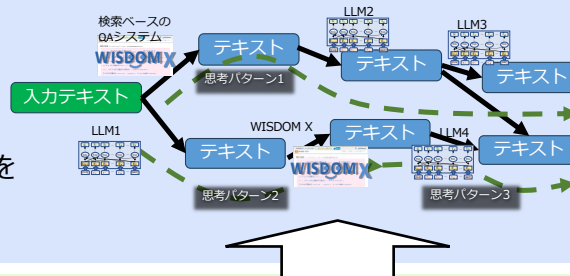 検索ベースの
QAシステム
WISDOM X
テキスト
思考パターン1
LLM2
テキスト
LLM3
テキスト
入力テキスト
LLM1
テキスト
思考パターン2
WISDOM X
テキスト
WISDOM X
LLM4
思考パターン3
テキスト
を